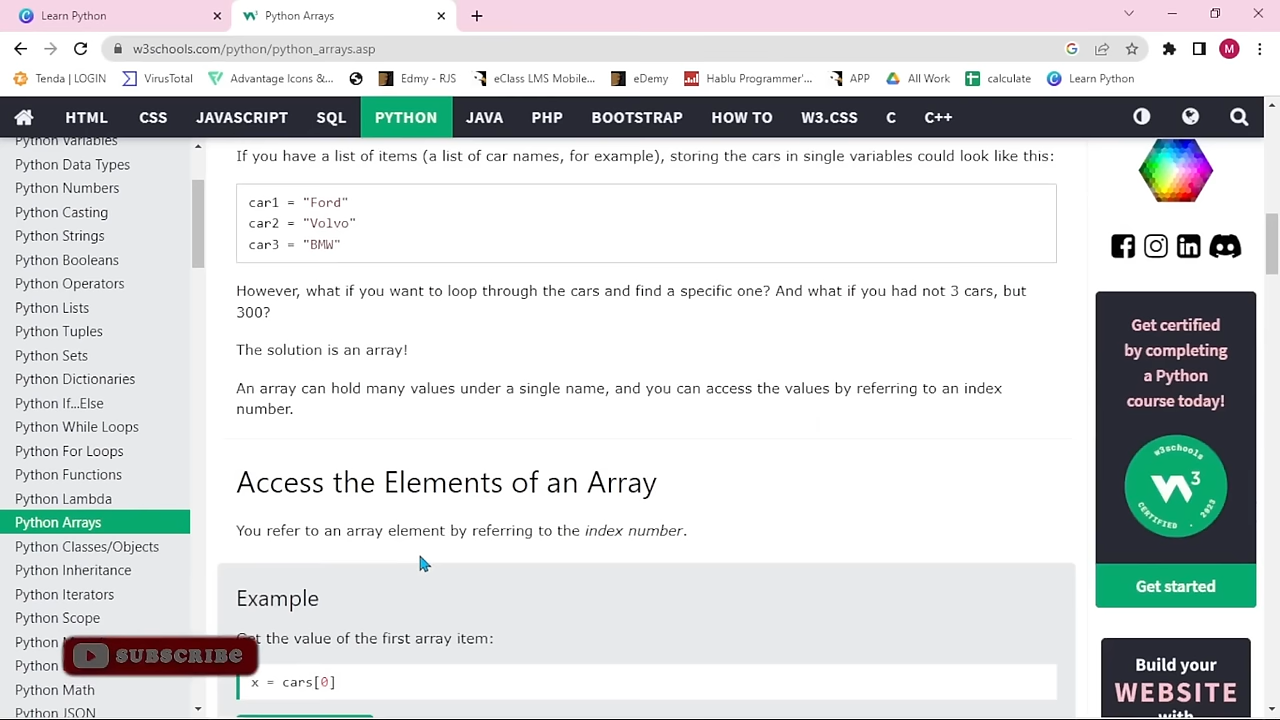 Learn Python
Python Arrays
w3schools.com/python/python_arrays.asp
M
Tenda | LOGIN
VirusTotal
Advantage Icons &...
Edmy - RJS
eClass LMS Mobile...
eDemy
Hablu Programmer'...
APP
All Work
calculate
Learn Python
HTML
CSS
JAVASCRIPT
SQL
PYTHON
JAVA
PHP
BOOTSTRAP
HOW TO
W3.CSS
C
C++
Python Variables
Python Data Types
Python Numbers
Python Casting
Python Strings
Python Booleans
Python Operators
Python Lists
Python Tuples
Python Sets
Python Dictionaries
Python If...Else
Python While Loops
Python For Loops
Python Functions
Python Lambda
Python Arrays
Python Classes/Objects
Python Inheritance
Python Iterators
Python Scope
Python
Python
Python Math
Python JSON
SUBSCRIBE
If you have a list of items (a list of car names, for example), storing the cars in single variables could look like this:
car1 = "Ford"
car2 = "Volvo"
car3 = "BMW"
However, what if you want to loop through the cars and find a specific one? And what if you had not 3 cars, but
300?
The solution is an array!
An array can hold many values under a single name, and you can access the values by referring to an index
number.
Access the Elements of an Array
You refer to an array element by referring to the index number.
Example
Get the value of the first array item:
x = cars[0]
Get certified
by completing
a Python
course today!
w3schools
W3
CERTIFIED . 2023
Get started
Build your
WEBSITE
with